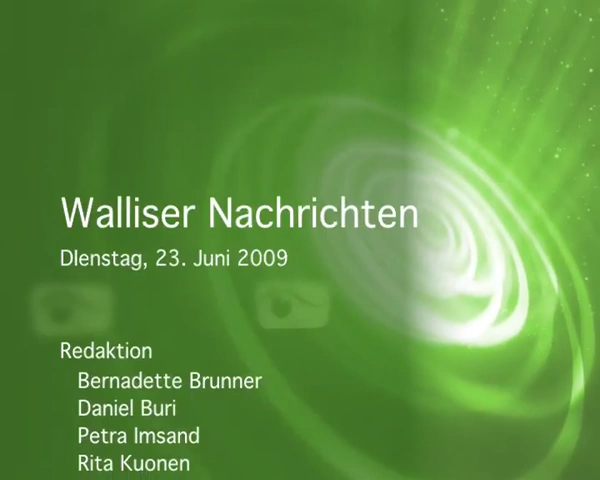 Walliser Nachrichten
DIenstag, 23. Juni 2009
Redaktion
Bernadette Brunner
Daniel Buri
Petra Imsand
Rita Kuonen